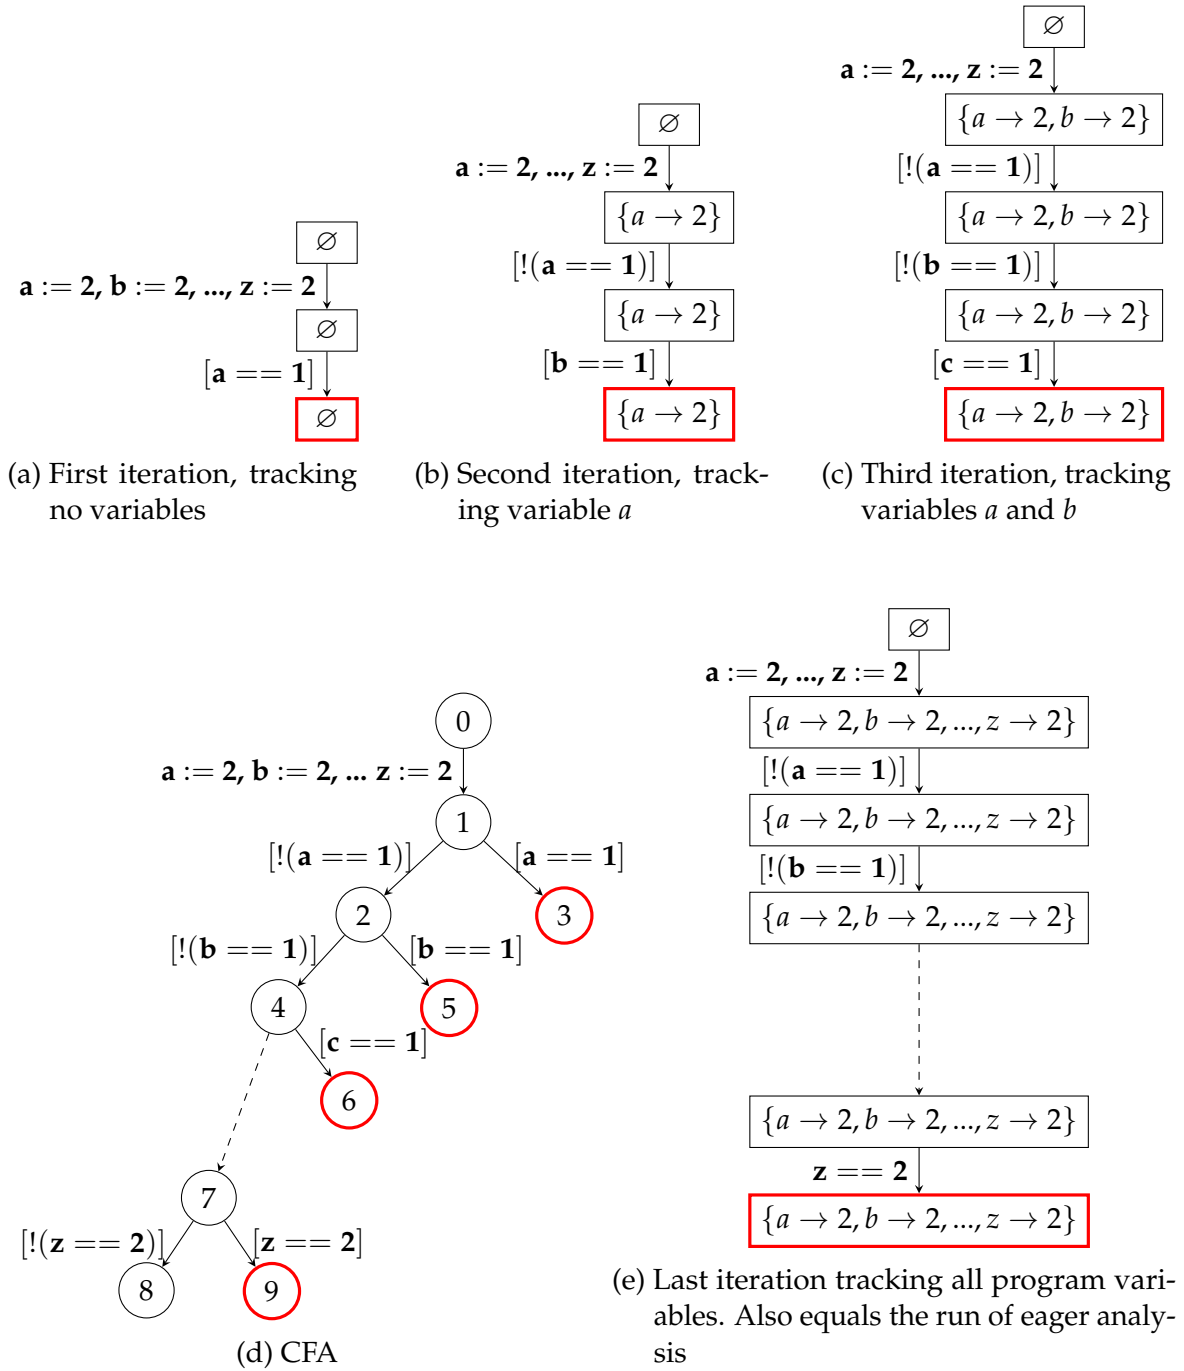 ∅
a := 2, b := 2, ..., z := 2
∅
[a == 1]
∅
(a) First iteration, tracking
no variables
∅
a := 2, ..., z := 2
{a → 2}
[!(a == 1)]
{a → 2}
[b == 1]
{a → 2}
(b) Second iteration, track-
ing variable a
∅
a := 2, ..., z := 2
{a → 2, b → 2}
[!(a == 1)]
{a → 2, b → 2}
[!(b == 1)]
{a → 2, b → 2}
[c == 1]
{a → 2, b → 2}
(c) Third iteration, tracking
variables a and b
0
a := 2, b := 2, ... z := 2
1
[!(a == 1)] [a == 1]
2 3
[!(b == 1)] [b == 1]
4 5
[c == 1]
6
7
[!(z == 2)] [z == 2]
8 9
(d) CFA
∅
a := 2, ..., z := 2
{a → 2, b → 2, ..., z → 2}
[!(a == 1)]
{a → 2, b → 2, ..., z → 2}
[!(b == 1)]
{a → 2, b → 2, ..., z → 2}
{a → 2, b → 2, ..., z → 2}
z == 2
{a → 2, b → 2, ..., z → 2}
(e) Last iteration tracking all program vari-
ables. Also equals the run of eager analy-
sis